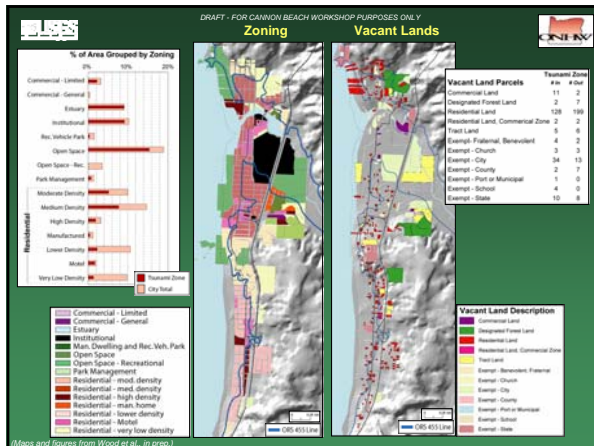 DRAFT - FOR CANNON BEACH WORKSHOP PURPOSES ONLY
USGS
Zoning
Vacant Lands
ONHW
% of Area Grouped by Zoning
0% 10% 20%
Commercial - Limited
Commercial - General
Estuary
Institutional
Rec. Vehicle Park
Open Space
Open Space - Rec.
Park Management
Residential
Moderate Density
Medium Density
High Density
Manufactured
Lower Density
Motel
Very Low Density
Tsunami Zone
City Total
Commercial - Limited
Commercial - General
Estuary
Institutional
Man. Dwelling and Rec. Veh. Park
Open Space
Open Space - Recreational
Park Management
Residential - mod. density
Residential - med. density
Residential - high density
Residential - man. home
Residential - lower density
Residential - Motel
Residential - very low density
ORS 455 Line
ORS 455 Line
Tsunami Zone
Vacant Land Parcels # In # Out
Commercial Land 11 2
Designated Forest Land 2 7
Residential Land 128 199
Residential Land, Commerical Zone 2 2
Tract Land 5 6
Exempt- Fraternal, Benevolent 4 2
Exempt - Church 3 3
Exempt - City 34 13
Exempt - County 2 7
Exempt - Port or Municipal 1 0
Exempt - School 4 0
Exempt - State 10 8
Vacant Land Description
Commercial Land
Designated Forest Land
Residential Land
Residential Land, Commercial Zone
Tract Land
Exempt - Benevolent, Fraternal
Exempt - Church
Exempt - City
Exempt - County
Exempt - Port or Municipal
Exempt - School
Exempt - State
(Maps and figures from Wood et al., in prep.)